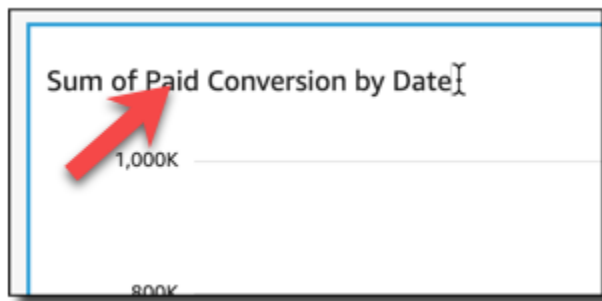 Sum of Paid Conversion by Date
1,000K
800K